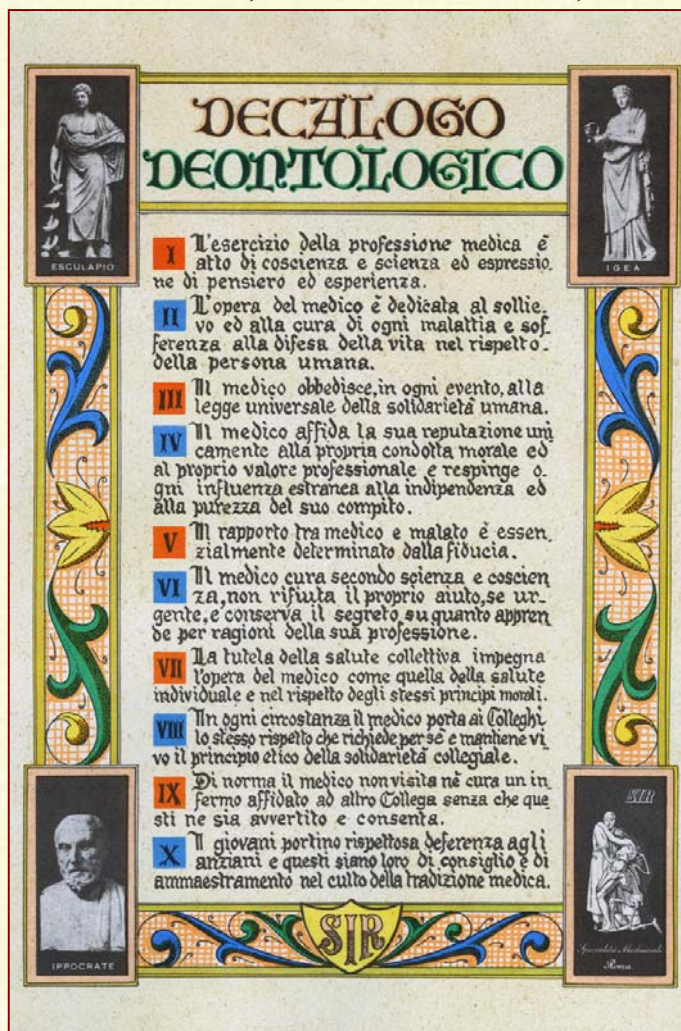 DECALOGO
DEONTOLOGICO
ESCULAPIO
IGEA
I L'esercizio della professione medica é
atto di coscienza e scienza ed espressio-
ne di pensiero ed esperienza.
II L'opera del medico é dedicata al sollie-
vo ed alla cura di ogni malattia e sof-
ferenza alla difesa della vita nel rispetto
della persona umana.
III Il medico obbedisce, in ogni evento, alla
legge universale della solidarietà umana.
IV Il medico affida la sua reputazione uni
camente alla propria condotta morale ed
al proprio valore professionale e respinge o-
gni influenza estranea alla indipendenza ed
alla purezza del suo compito.
V Il rapporto tra medico e malato é essen-
zialmente determinato dalla fiducia.
VI Il medico cura secondo scienza e coscien
za, non rifiuta il proprio aiuto, se ur-
gente, e conserva il segreto su quanto appren
de per ragioni della sua professione.
VII La tutela della salute collettiva impegna
l'opera del medico come quella della salute
individuale e nel rispetto degli stessi principi morali.
VIII In ogni circostanza il medico porta ai Colleghi
lo stesso rispetto che richiede per sé e mantiene vi
vo il principio etico della solidarietà collegiale.
IX Di norma il medico non visita né cura un in
fermo affidato ad altro Collega senza che que
sti ne sia avvertito e consenta.
X I giovani portino rispettosa deferenza agli
anziani e questi siano loro di consiglio e di
ammaestramento nel culto della tradizione medica.
IPPOCRATE
SIR
SIR
Specialità Medicinali
Roma